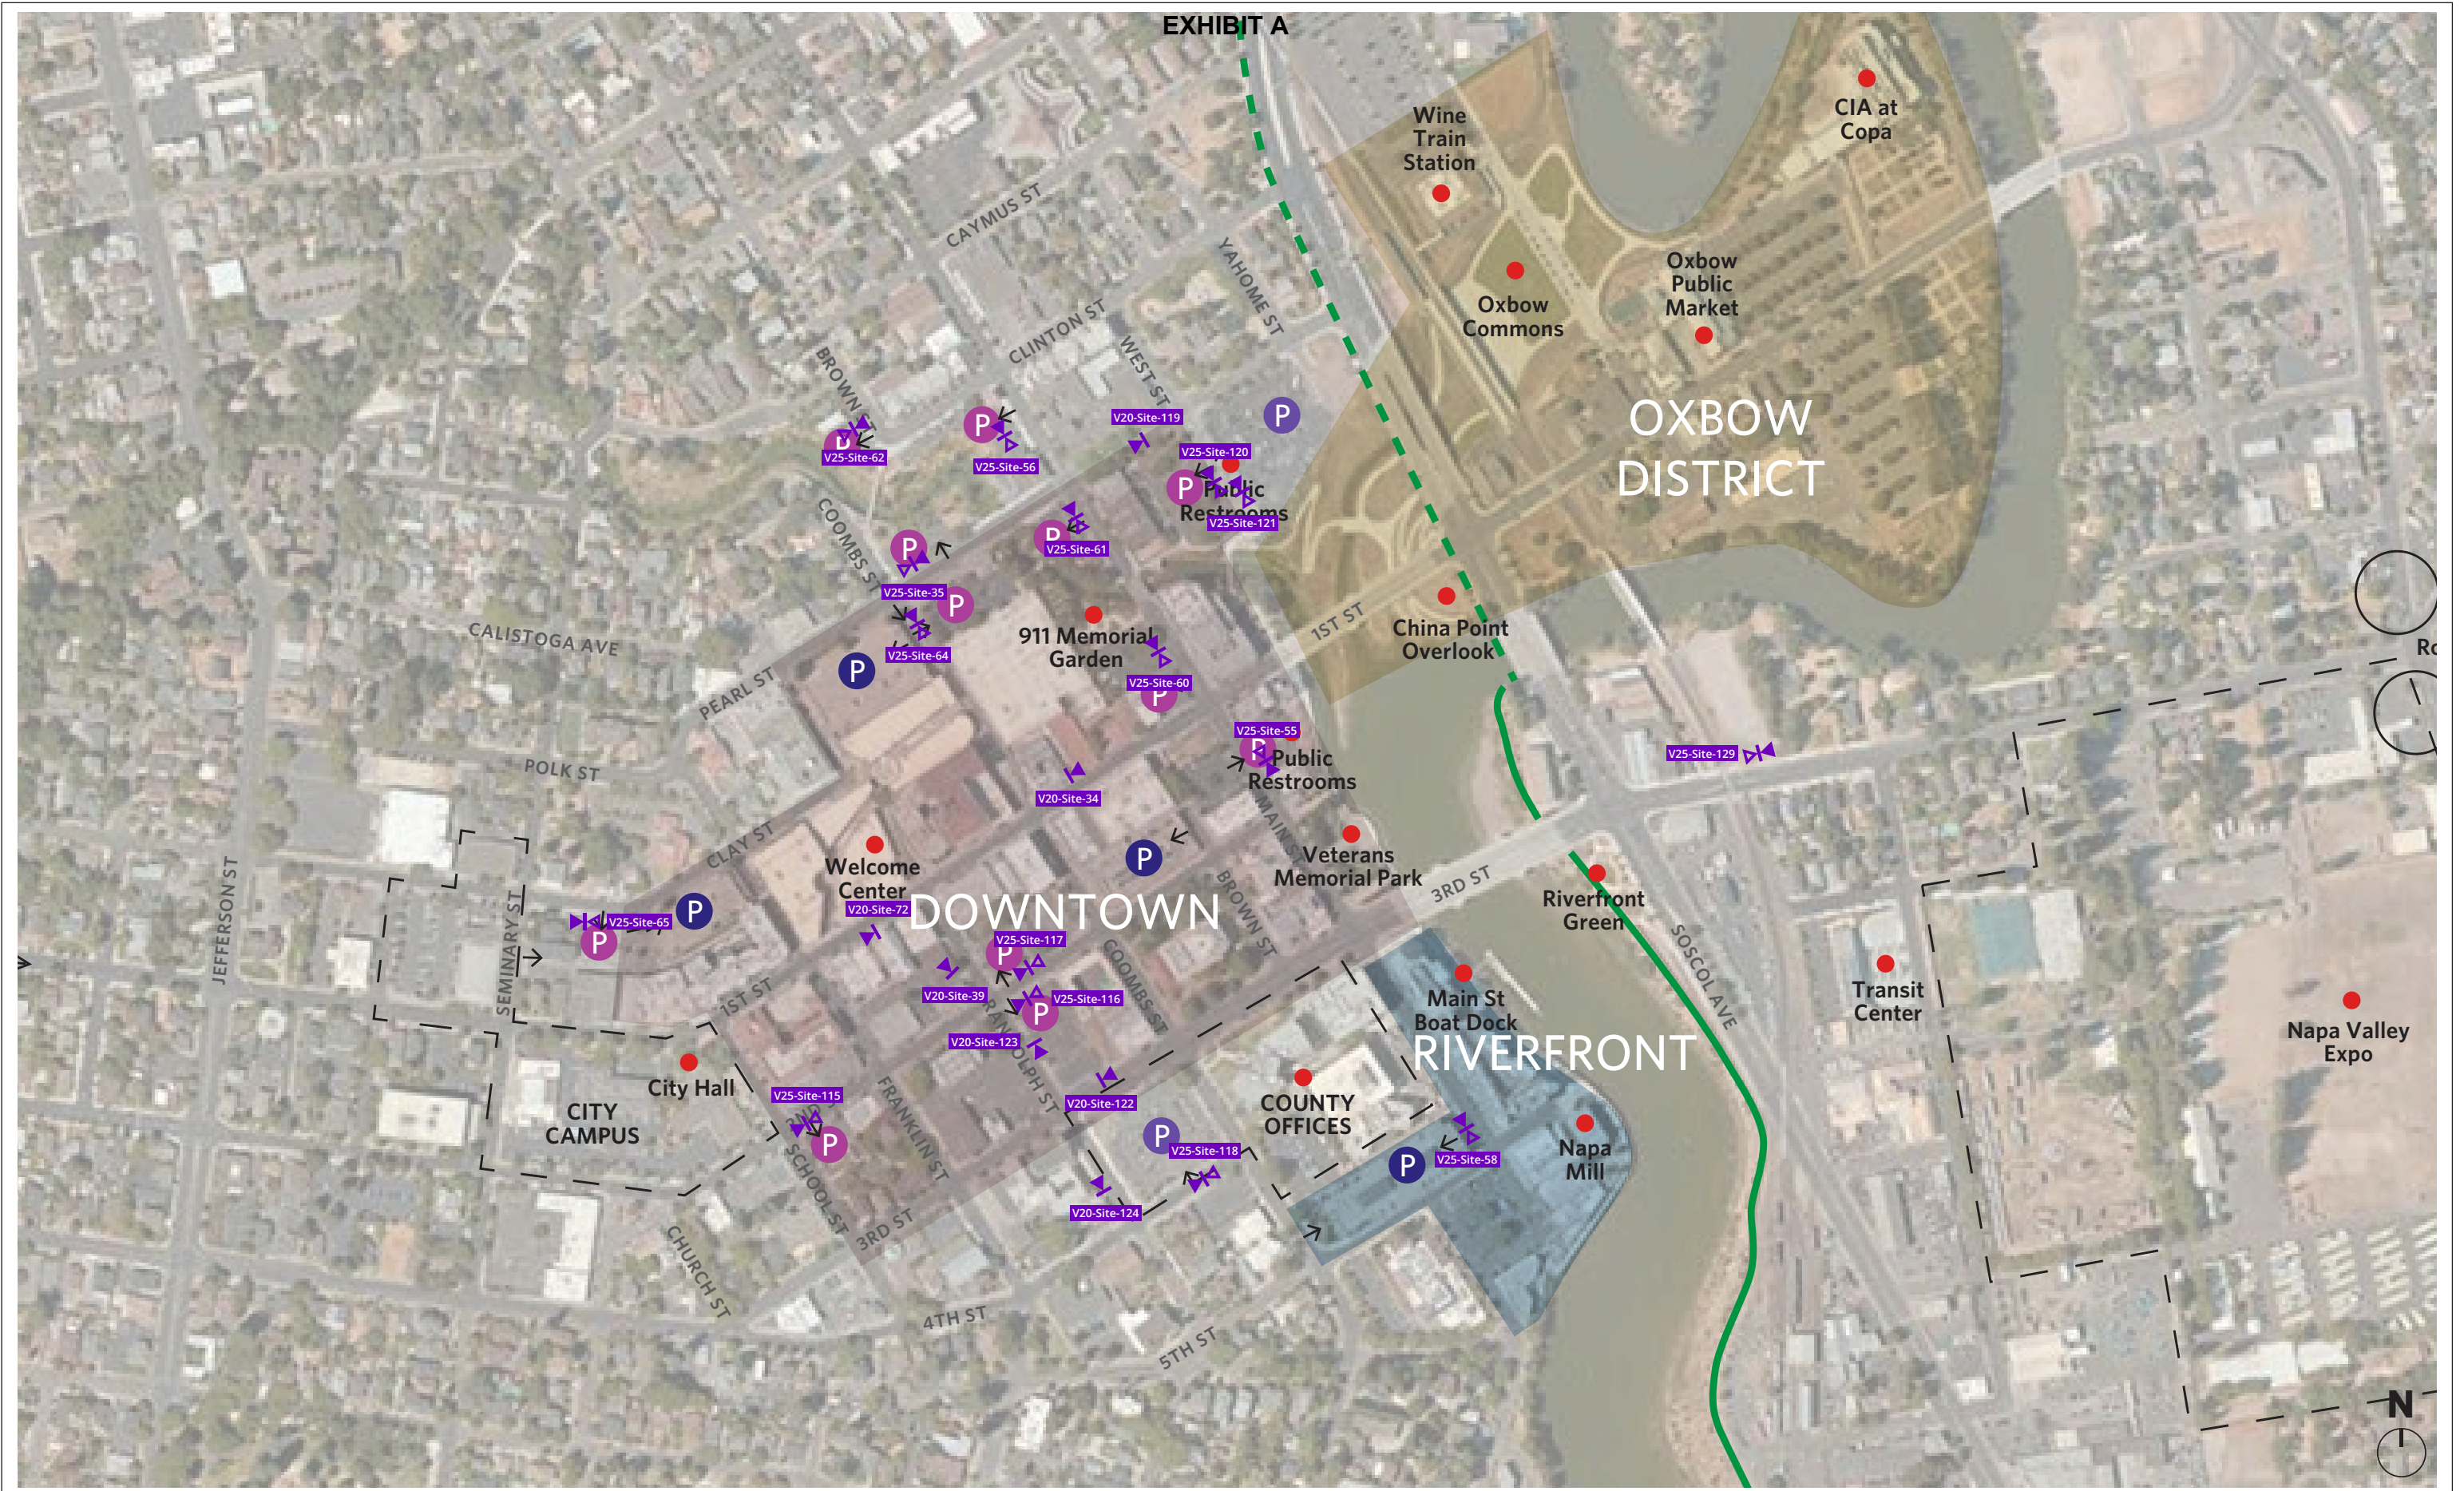 EXHIBIT A
CIA at
Copa
Wine
Train
Station
CAYMUS ST
YAHOME ST
Oxbow
Public
Market
Oxbow
Commons
CLINTON ST
WEST ST
BROWN ST
OXBOW
DISTRICT
V20-Site-119
P
P
P
V25-Site-62
V25-Site-56
V25-Site-120
P
Public
Restrooms
V25-Site-121
COOMBS ST
P
P
V25-Site-61
V25-Site-35
P
911 Memorial
Garden
1ST ST
China Point
Overlook
CALISTOGA AVE
V25-Site-64
P
V25-Site-60
P
PEARL ST
V25-Site-55
P
Public
Restrooms
V25-Site-129
POLK ST
V20-Site-34
MAIN ST
CLAY ST
Welcome
Center
P
Veterans
Memorial Park
3RD ST
Riverfront
Green
JEFFERSON ST
SEMINARY ST
V25-Site-65
P
P
V20-Site-72
DOWNTOWN
BROWN ST
V25-Site-117
P
COOMBS ST
SOSCOL AVE
Transit
Center
Napa Valley
Expo
1ST ST
V20-Site-39
V25-Site-116
P
Main St
Boat Dock
RIVERFRONT
V20-Site-123
City Hall
CITY
CAMPUS
V25-Site-115
P
FRANKLIN ST
V20-Site-122
COUNTY
OFFICES
P
V25-Site-118
P
V25-Site-58
Napa
Mill
SCHOOL ST
V20-Site-124
3RD ST
CHURCH ST
4TH ST
5TH ST
N